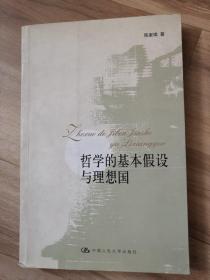 陈家琪 著
Zhexue de Jiben Jiashe
yu Lixiangguo
哲学的基本假设
与理想国
中国人民大学出版社